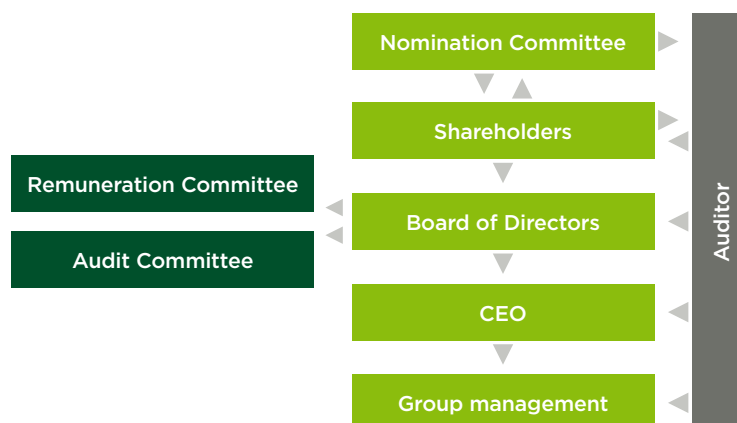 Nomination Committee
Shareholders
Remuneration Committee
Board of Directors
Audit Committee
CEO
Group management
Auditor